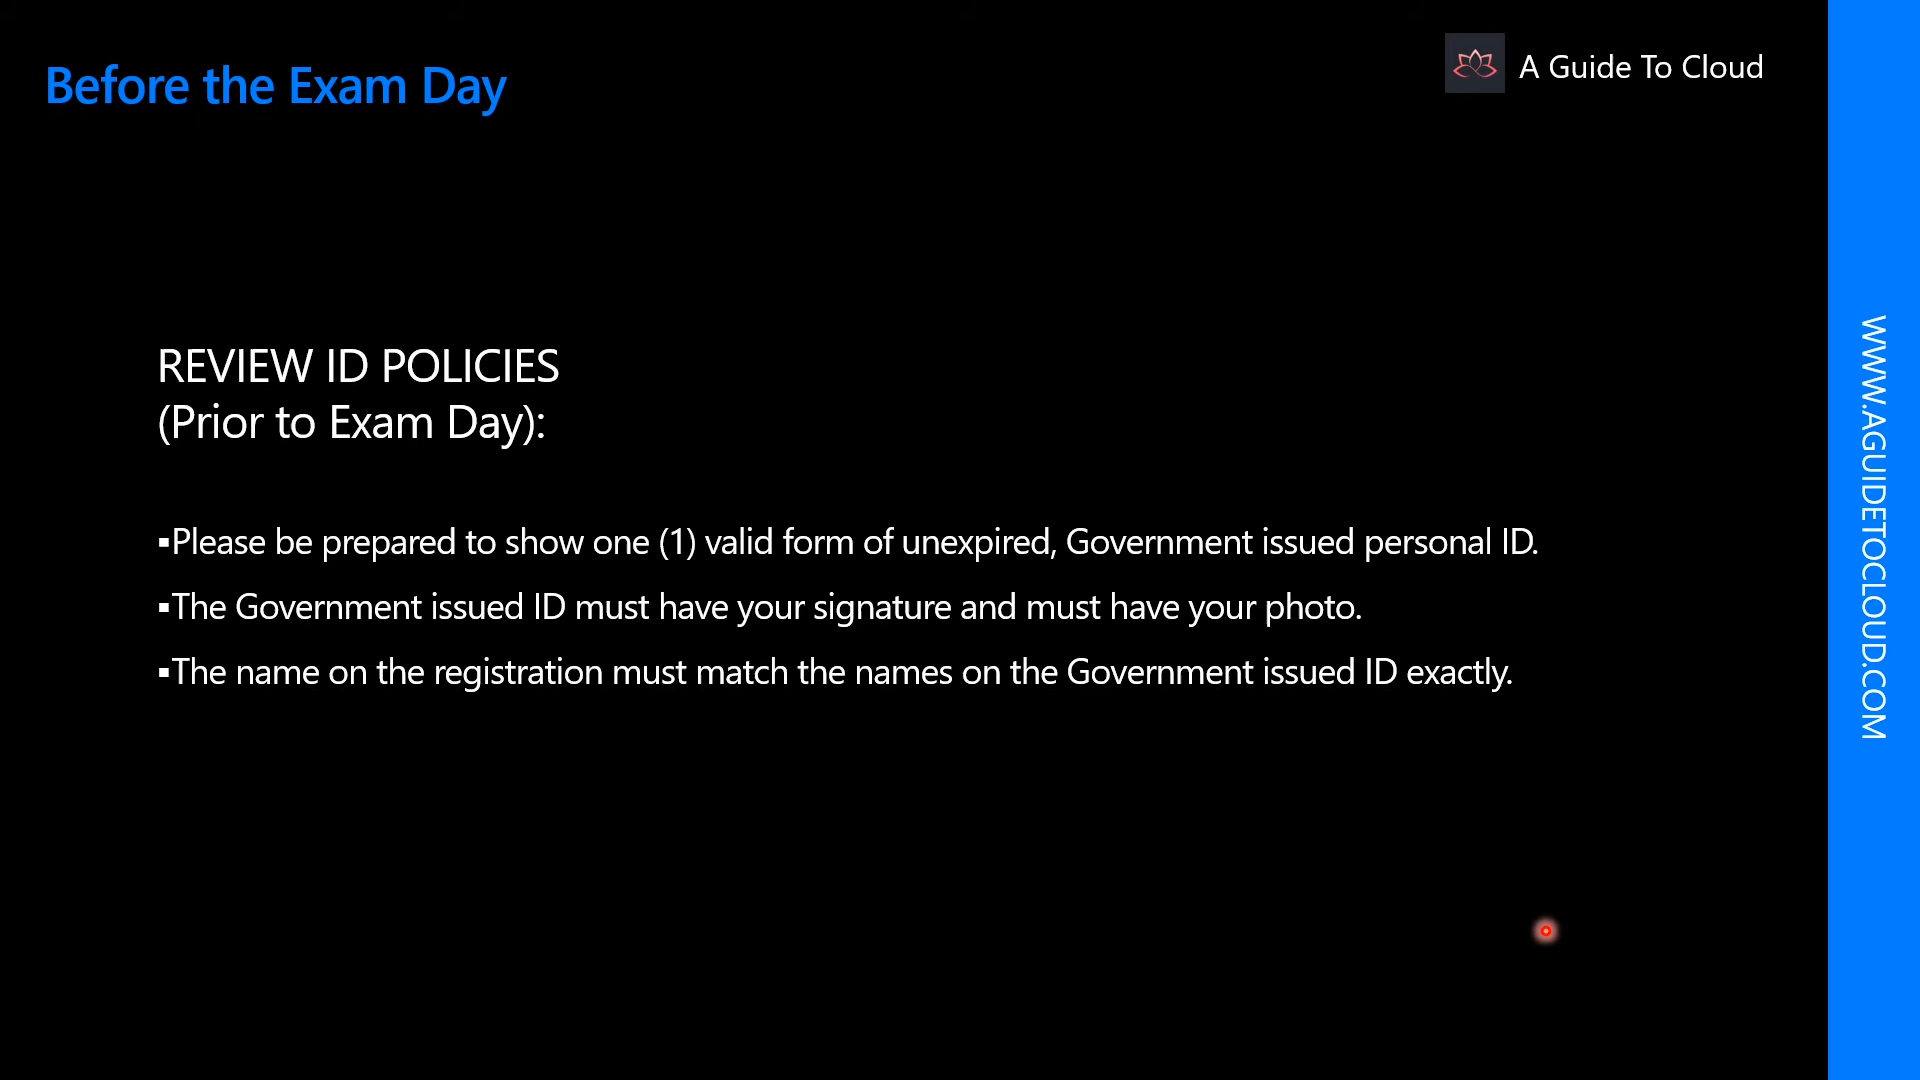 Before the Exam Day
A Guide To Cloud
REVIEW ID POLICIES
(Prior to Exam Day):
▪Please be prepared to show one (1) valid form of unexpired, Government issued personal ID.
▪The Government issued ID must have your signature and must have your photo.
▪The name on the registration must match the names on the Government issued ID exactly.
WWW.AGUIDETOCLOUD.COM